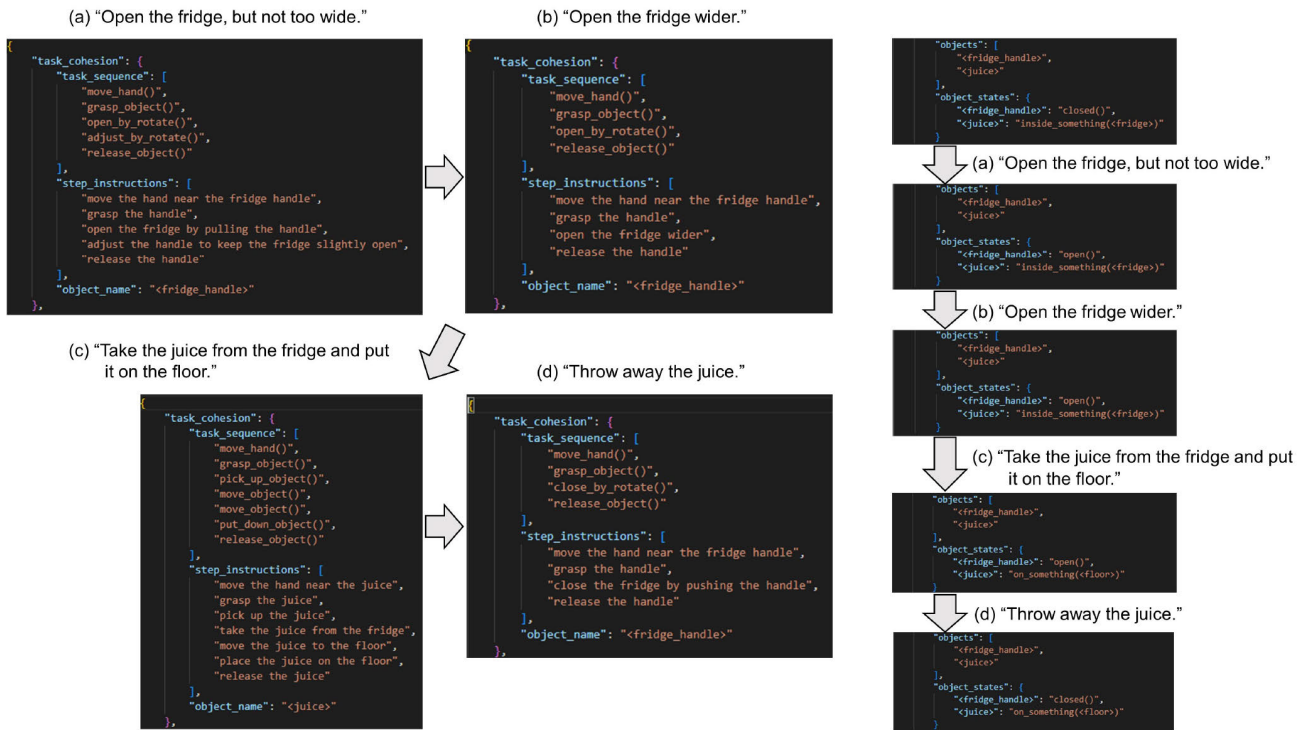 (a) “Open the fridge, but not too wide.”
{
"task_cohesion": {
"task_sequence": [
"move_hand()",
"grasp_object()",
"open_by_rotate()",
"adjust_by_rotate()",
"release_object()"
],
"step_instructions": [
"move the hand near the fridge handle",
"grasp the handle",
"open the fridge by pulling the handle",
"adjust the handle to keep the fridge slightly open",
"release the handle"
],
"object_name": "<fridge_handle>"
},
(b) “Open the fridge wider.”
{
"task_cohesion": {
"task_sequence": [
"move_hand()",
"grasp_object()",
"open_by_rotate()",
"release_object()"
],
"step_instructions": [
"move the hand near the fridge handle",
"grasp the handle",
"open the fridge wider",
"release the handle"
],
"object_name": "<fridge_handle>"
},
(c) “Take the juice from the fridge and put
it on the floor.”
{
"task_cohesion": {
"task_sequence": [
"move_hand()",
"grasp_object()",
"pick_up_object()",
"move_object()",
"move_object()",
"put_down_object()",
"release_object()"
],
"step_instructions": [
"move the hand near the juice",
"grasp the juice",
"pick up the juice",
"take the juice from the fridge",
"move the juice to the floor",
"place the juice on the floor",
"release the juice"
],
"object_name": "<juice>"
},
(d) “Throw away the juice.”
{
"task_cohesion": {
"task_sequence": [
"move_hand()",
"grasp_object()",
"close_by_rotate()",
"release_object()"
],
"step_instructions": [
"move the hand near the fridge handle",
"grasp the handle",
"close the fridge by pushing the handle",
"release the handle"
],
"object_name": "<fridge_handle>"
},
"objects": [
"<fridge_handle>",
"<juice>"
],
"object_states": {
"<fridge_handle>": "closed()",
"<juice>": "inside_something(<fridge>)"
}
(a) “Open the fridge, but not too wide.”
"objects": [
"<fridge_handle>",
"<juice>"
],
"object_states": {
"<fridge_handle>": "open()",
"<juice>": "inside_something(<fridge>)"
}
(b) “Open the fridge wider.”
"objects": [
"<fridge_handle>",
"<juice>"
],
"object_states": {
"<fridge_handle>": "open()",
"<juice>": "inside_something(<fridge>)"
}
(c) “Take the juice from the fridge and put
it on the floor.”
"objects": [
"<fridge_handle>",
"<juice>"
],
"object_states": {
"<fridge_handle>": "open()",
"<juice>": "on_something(<floor>)"
}
(d) “Throw away the juice.”
"objects": [
"<fridge_handle>",
"<juice>"
],
"object_states": {
"<fridge_handle>": "closed()",
"<juice>": "on_something(<floor>)"
}